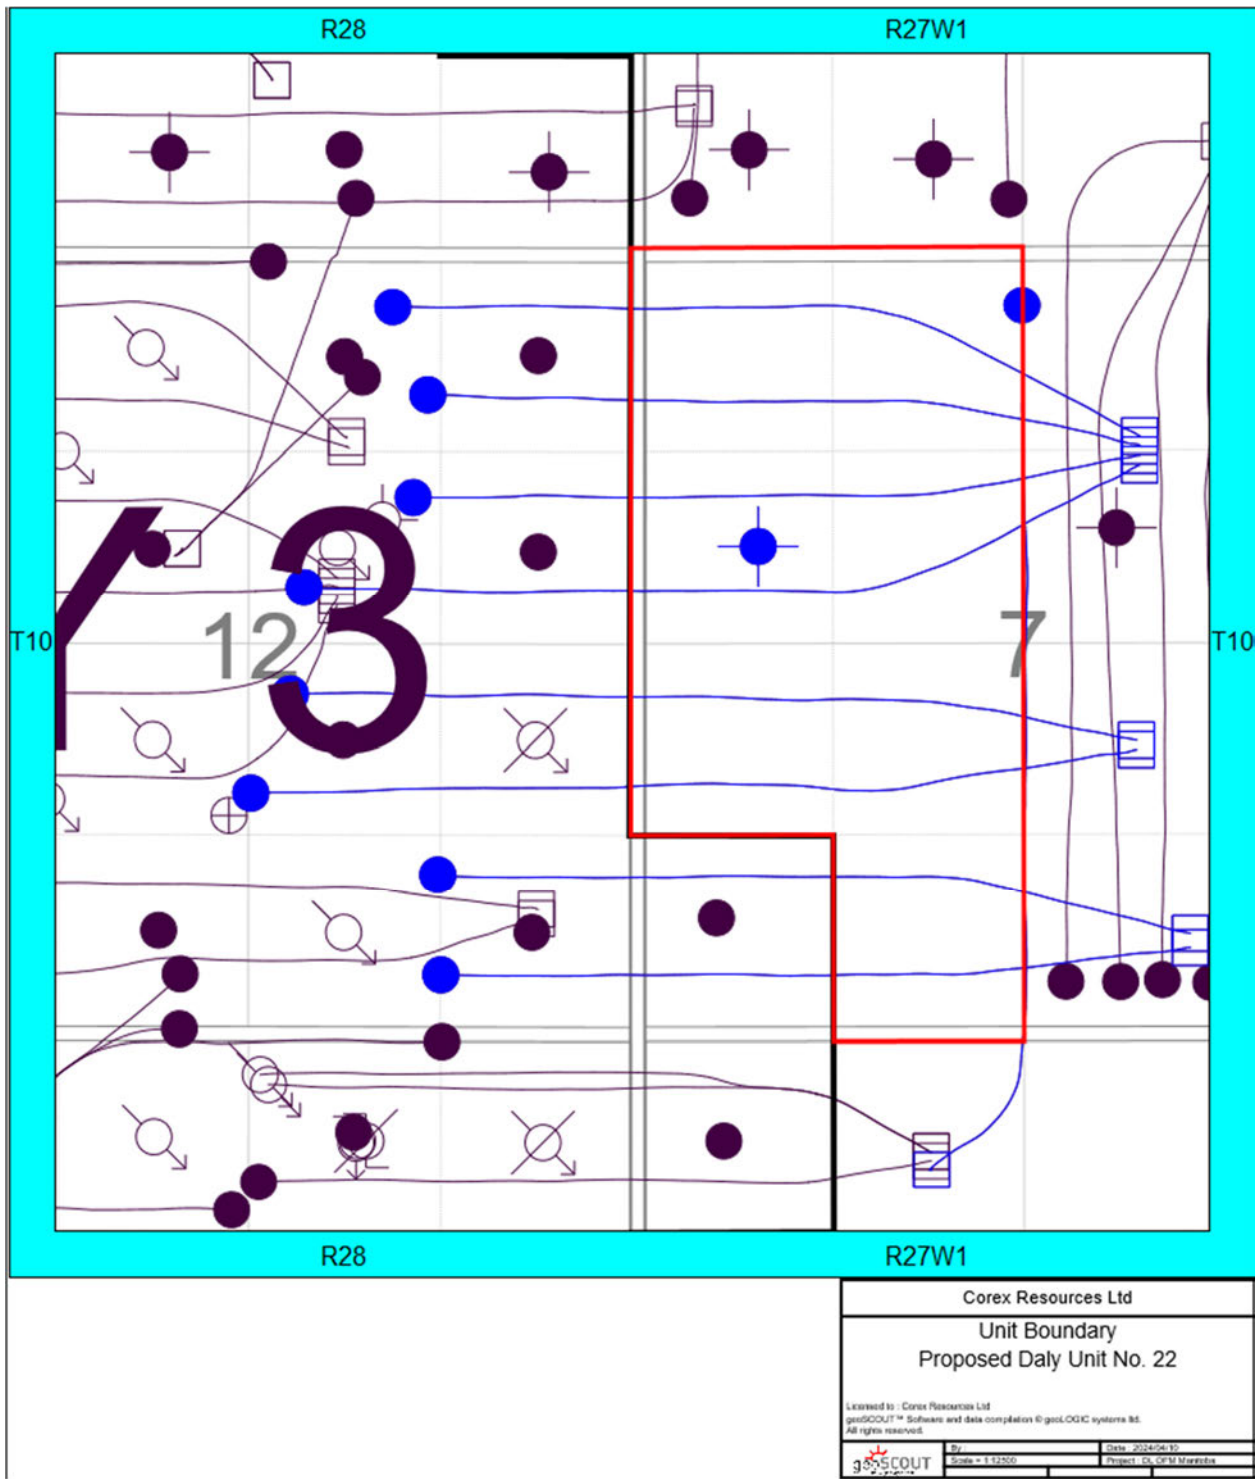 R28 R27W1
12 Y 3 7
T10 T10
R28 R27W1
Corex Resources Ltd
Unit Boundary
Proposed Daly Unit No. 22
Licensed to : Corex Resources Ltd
geoSCOUT™ Software and data compilation © geoLOGIC systems ltd.
All rights reserved.
geoSCOUT
By :
Date : 2024/04/10
Scale = 1:12500
Project : DL OPM Manitoba